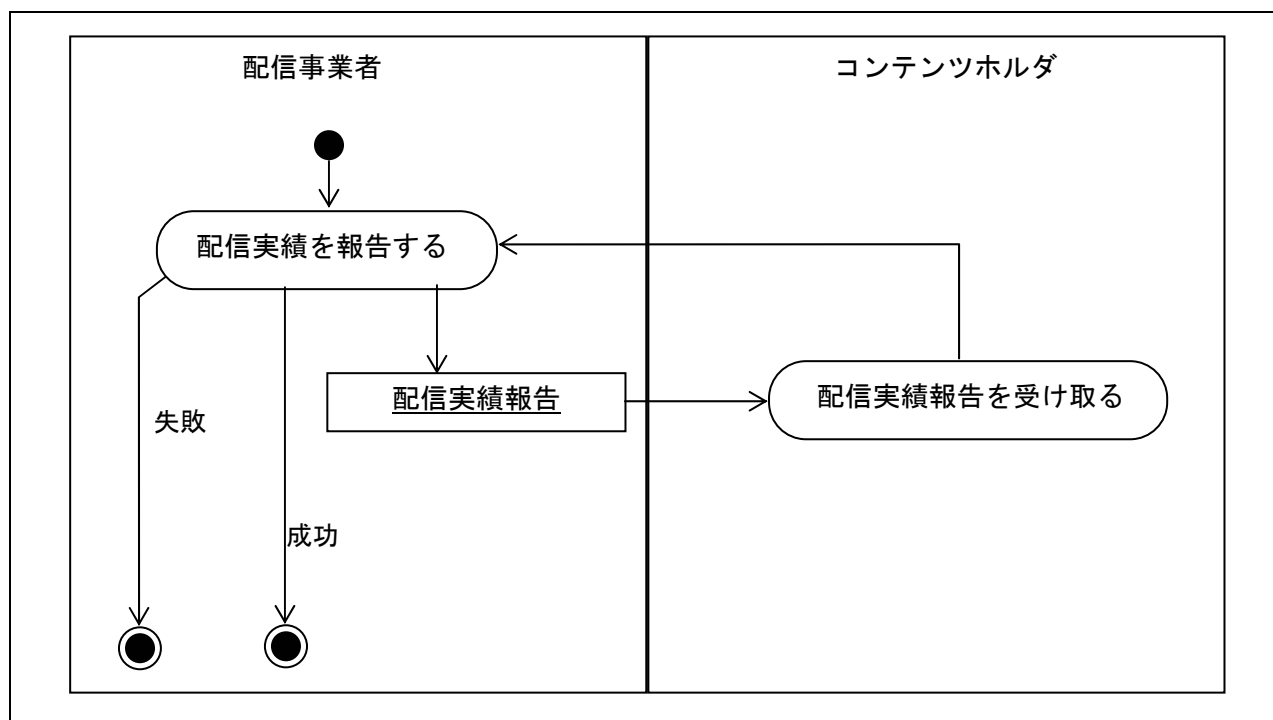 配信事業者
コンテンツホルダ
配信実績を報告する
配信実績報告
配信実績報告を受け取る
失敗
成功